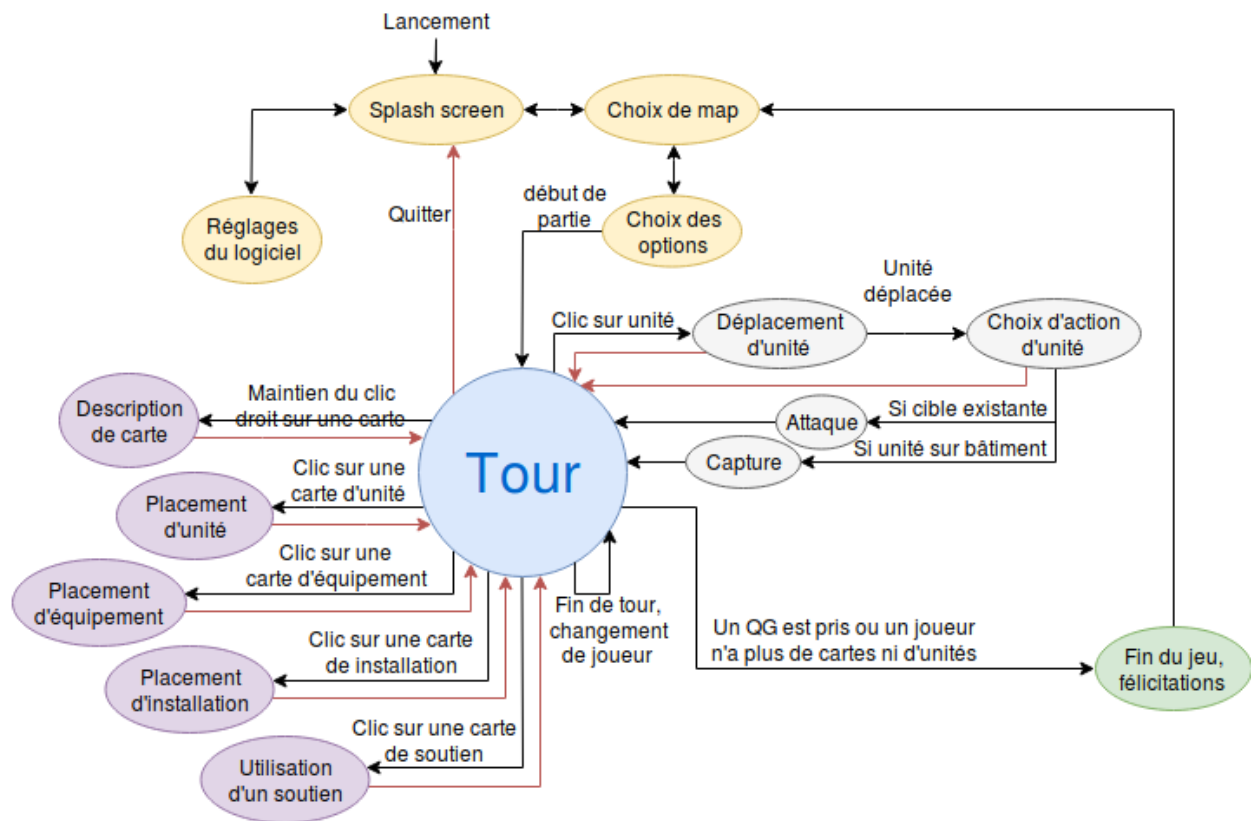 Lancement
Splash screen
Choix de map
Réglages
du logiciel
Quitter
début de
partie
Choix des
options
Clic sur unité
Déplacement
d'unité
Unité
déplacée
Choix d'action
d'unité
Description
de carte
Maintien du clic
droit sur une carte
Si cible existante
Attaque
Si unité sur bâtiment
Capture
Tour
Placement
d'unité
Clic sur une
carte d'unité
Placement
d'équipement
Clic sur une
carte d'équipement
Fin de tour,
changement
de joueur
Un QG est pris ou un joueur
n'a plus de cartes ni d'unités
Fin du jeu,
félicitations
Placement
d'installation
Clic sur une carte
de installation
Utilisation
d'un soutien
Clic sur une carte
de soutien